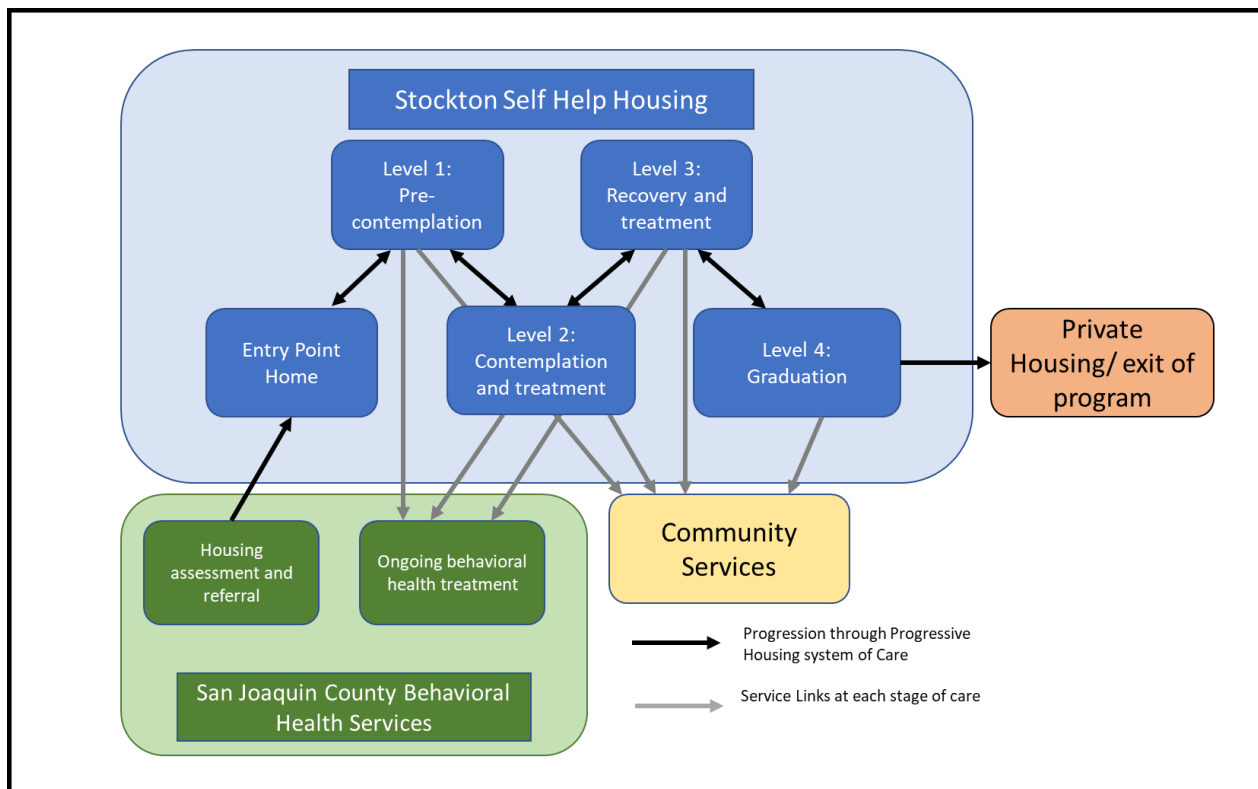 Stockton Self Help Housing
Level 1:
Pre-
contemplation
Level 3:
Recovery and
treatment
Entry Point
Home
Level 2:
Contemplation
and treatment
Level 4:
Graduation
Private
Housing/ exit of
program
Housing
assessment and
referral
Ongoing behavioral
health treatment
Community
Services
San Joaquin County Behavioral
Health Services
Progression through Progressive
Housing system of Care
Service Links at each stage of care